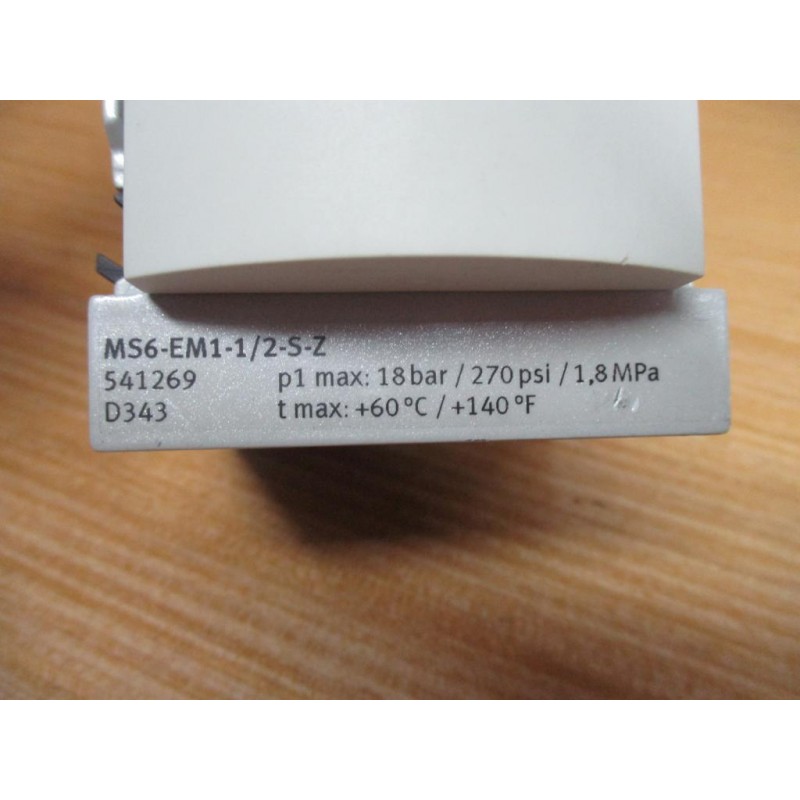 MS6-EM1-1/2-S-Z
541269 p1 max: 18 bar / 270 psi / 1,8 MPa
D343 t max: +60 °C / +140 °F